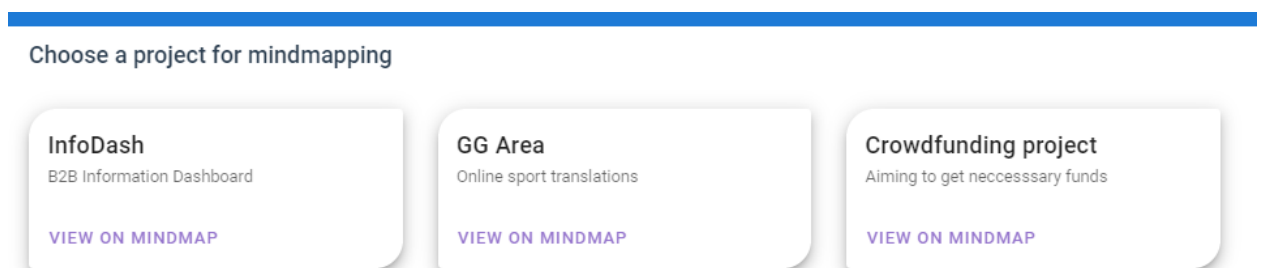 Choose a project for mindmapping
InfoDash
B2B Information Dashboard
VIEW ON MINDMAP
GG Area
Online sport translations
VIEW ON MINDMAP
Crowdfunding project
Aiming to get neccesssary funds
VIEW ON MINDMAP